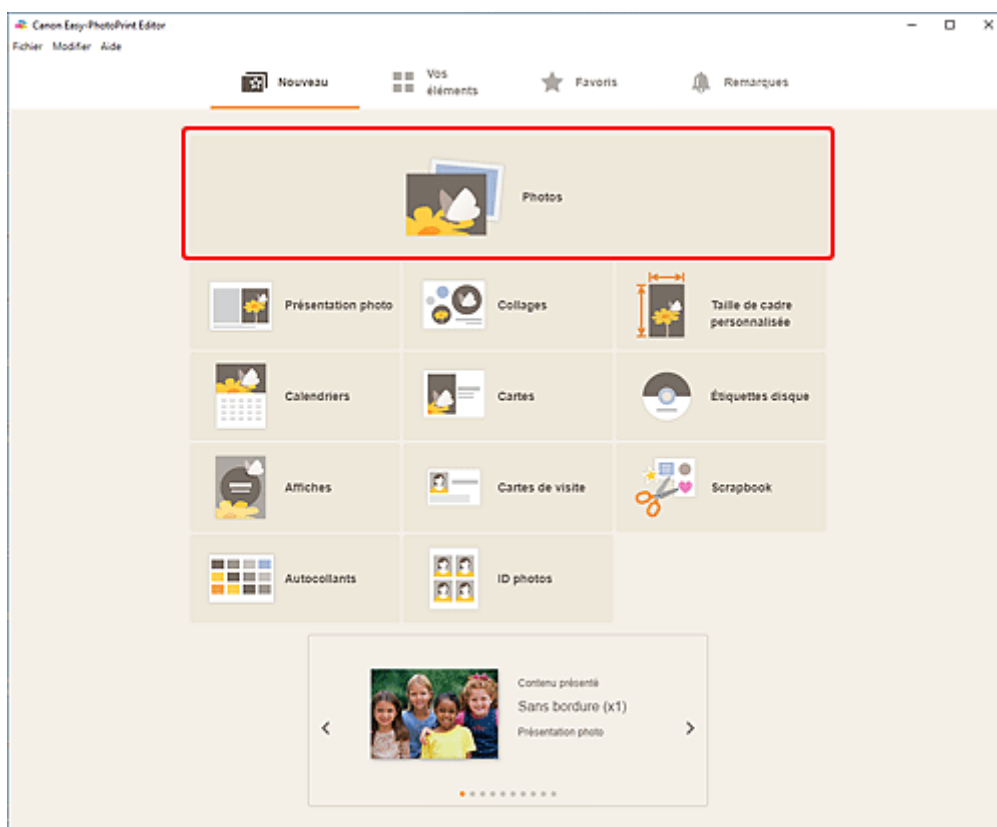 Canon Easy-PhotoPrint Editor
Fichier Modifier Aide
Nouveau
Vos
éléments
Favoris
Remarques
Photos
Présentation photo
Collages
Taille de cadre
personnalisée
Calendriers
Cartes
Étiquettes disque
Affiches
Cartes de visite
Scrapbook
Autocollants
ID photos
Contenu présenté
Sans bordure (x1)
Présentation photo